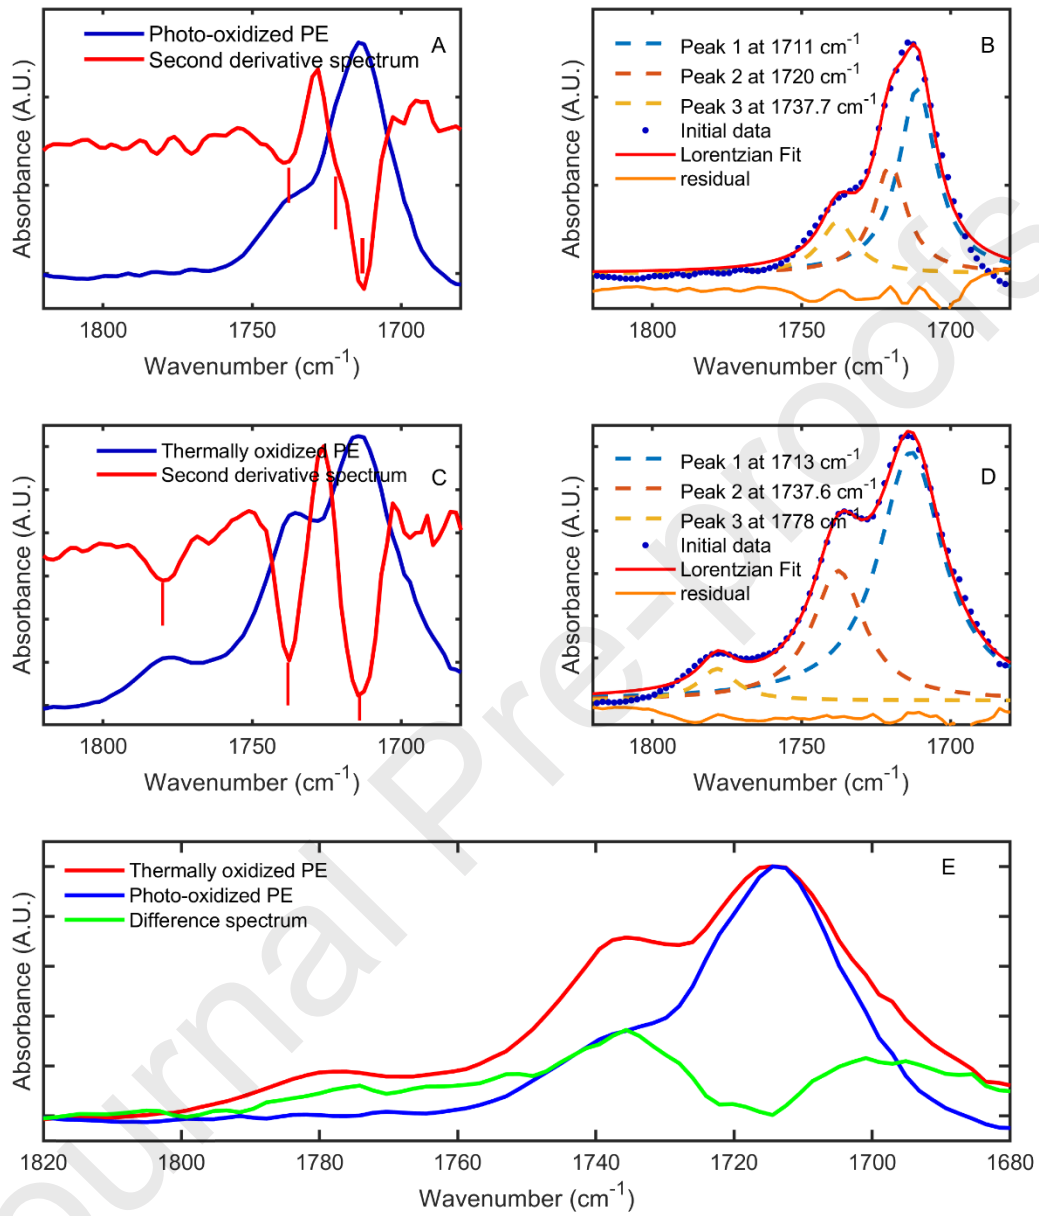 Photo-oxidized PE
Second derivative spectrum
A
Absorbance (A.U.)
1800 1750 1700
Wavenumber (cm⁻¹)
Peak 1 at 1711 cm⁻¹
Peak 2 at 1720 cm⁻¹
Peak 3 at 1737.7 cm⁻¹
Initial data
Lorentzian Fit
residual
B
Absorbance (A.U.)
1800 1750 1700
Wavenumber (cm⁻¹)
Thermally oxidized PE
Second derivative spectrum
C
Absorbance (A.U.)
1800 1750 1700
Wavenumber (cm⁻¹)
Peak 1 at 1713 cm⁻¹
Peak 2 at 1737.6 cm⁻¹
Peak 3 at 1778 cm⁻¹
Initial data
Lorentzian Fit
residual
D
Absorbance (A.U.)
1800 1750 1700
Wavenumber (cm⁻¹)
Thermally oxidized PE
Photo-oxidized PE
Difference spectrum
E
Absorbance (A.U.)
1820 1800 1780 1760 1740 1720 1700 1680
Wavenumber (cm⁻¹)
ournal Pre-proofs